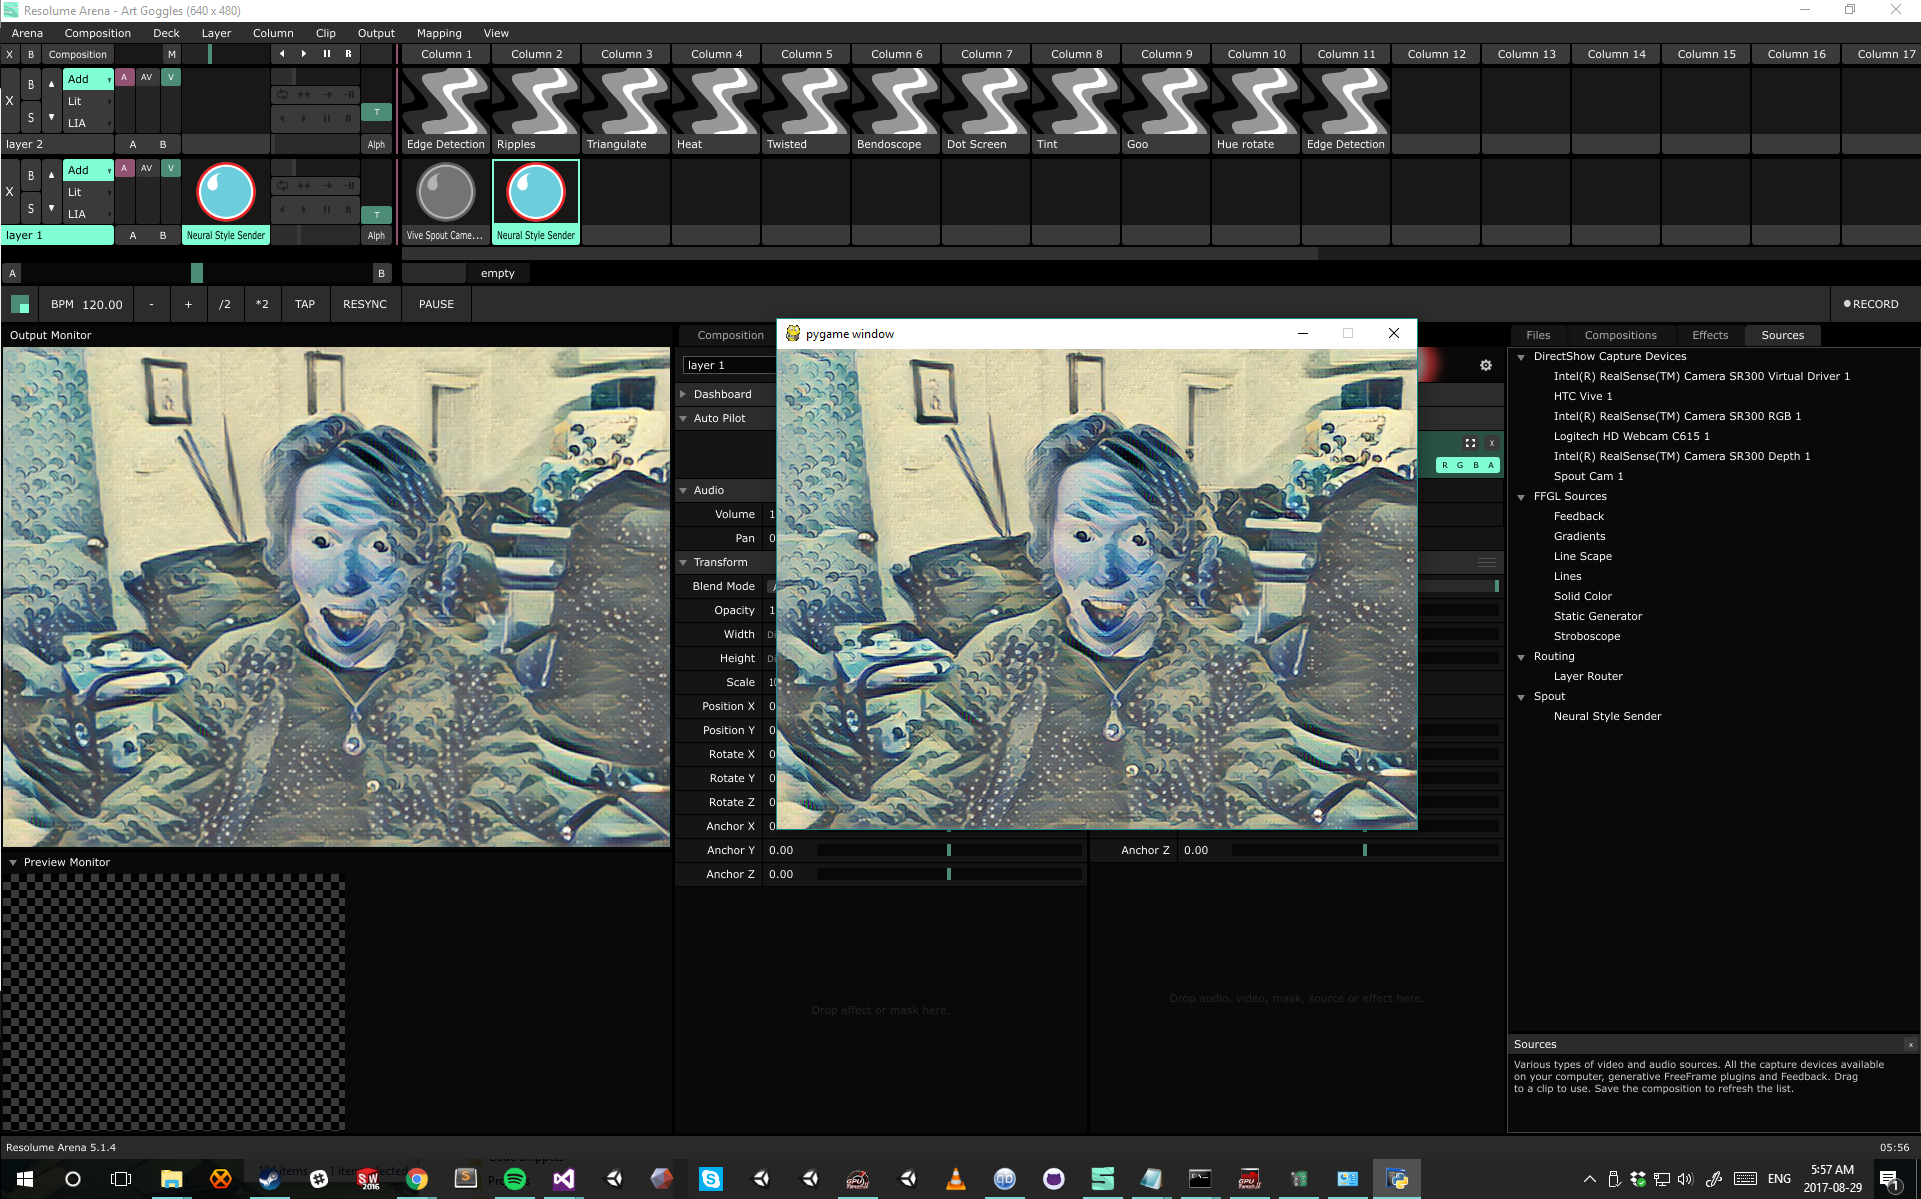 Resolume Arena - Art Goggles (640 x 480)
Arena Composition Deck Layer Column Clip Output Mapping View
X B Composition M R Column 1 Column 2 Column 3 Column 4 Column 5 Column 6 Column 7 Column 8 Column 9 Column 10 Column 11 Column 12 Column 13 Column 14 Column 15 Column 16 Column 17
X B S Add Lit LIA A AV V T
layer 2 A B Alph Edge Detection Ripples Triangulate Heat Twisted Bendoscope Dot Screen Tint Goo Hue rotate Edge Detection
X B S Add Lit LIA A AV V T
layer 1 A B Neural Style Sender Alph Vive Spout Came... Neural Style Sender
A B empty
BPM 120.00 - + /2 *2 TAP RESYNC PAUSE RECORD
Output Monitor
Composition
layer 1
Dashboard
Auto Pilot
Audio
Volume 1
Pan 0
Transform
Blend Mode
Opacity 1
Width
Height
Scale 10
Position X 0
Position Y 0
Rotate X 0
Rotate Y 0
Rotate Z 0
Anchor X 0
Anchor Y 0.00
Anchor Z 0.00
Drop effect or mask here.
pygame window
x
R G B A
Anchor Z 0.00
Drop audio, video, mask, source or effect here.
Files Compositions Effects Sources
DirectShow Capture Devices
Intel(R) RealSense(TM) Camera SR300 Virtual Driver 1
HTC Vive 1
Intel(R) RealSense(TM) Camera SR300 RGB 1
Logitech HD Webcam C615 1
Intel(R) RealSense(TM) Camera SR300 Depth 1
Spout Cam 1
FFGL Sources
Feedback
Gradients
Line Scape
Lines
Solid Color
Static Generator
Stroboscope
Routing
Layer Router
Spout
Neural Style Sender
Sources x
Various types of video and audio sources. All the capture devices available
on your computer, generative FreeFrame plugins and Feedback. Drag
to a clip to use. Save the composition to refresh the list.
Preview Monitor
Resolume Arena 5.1.4 05:56
SW 2016 S GPU qb GPU ENG 5:57 AM
2017-08-29
1